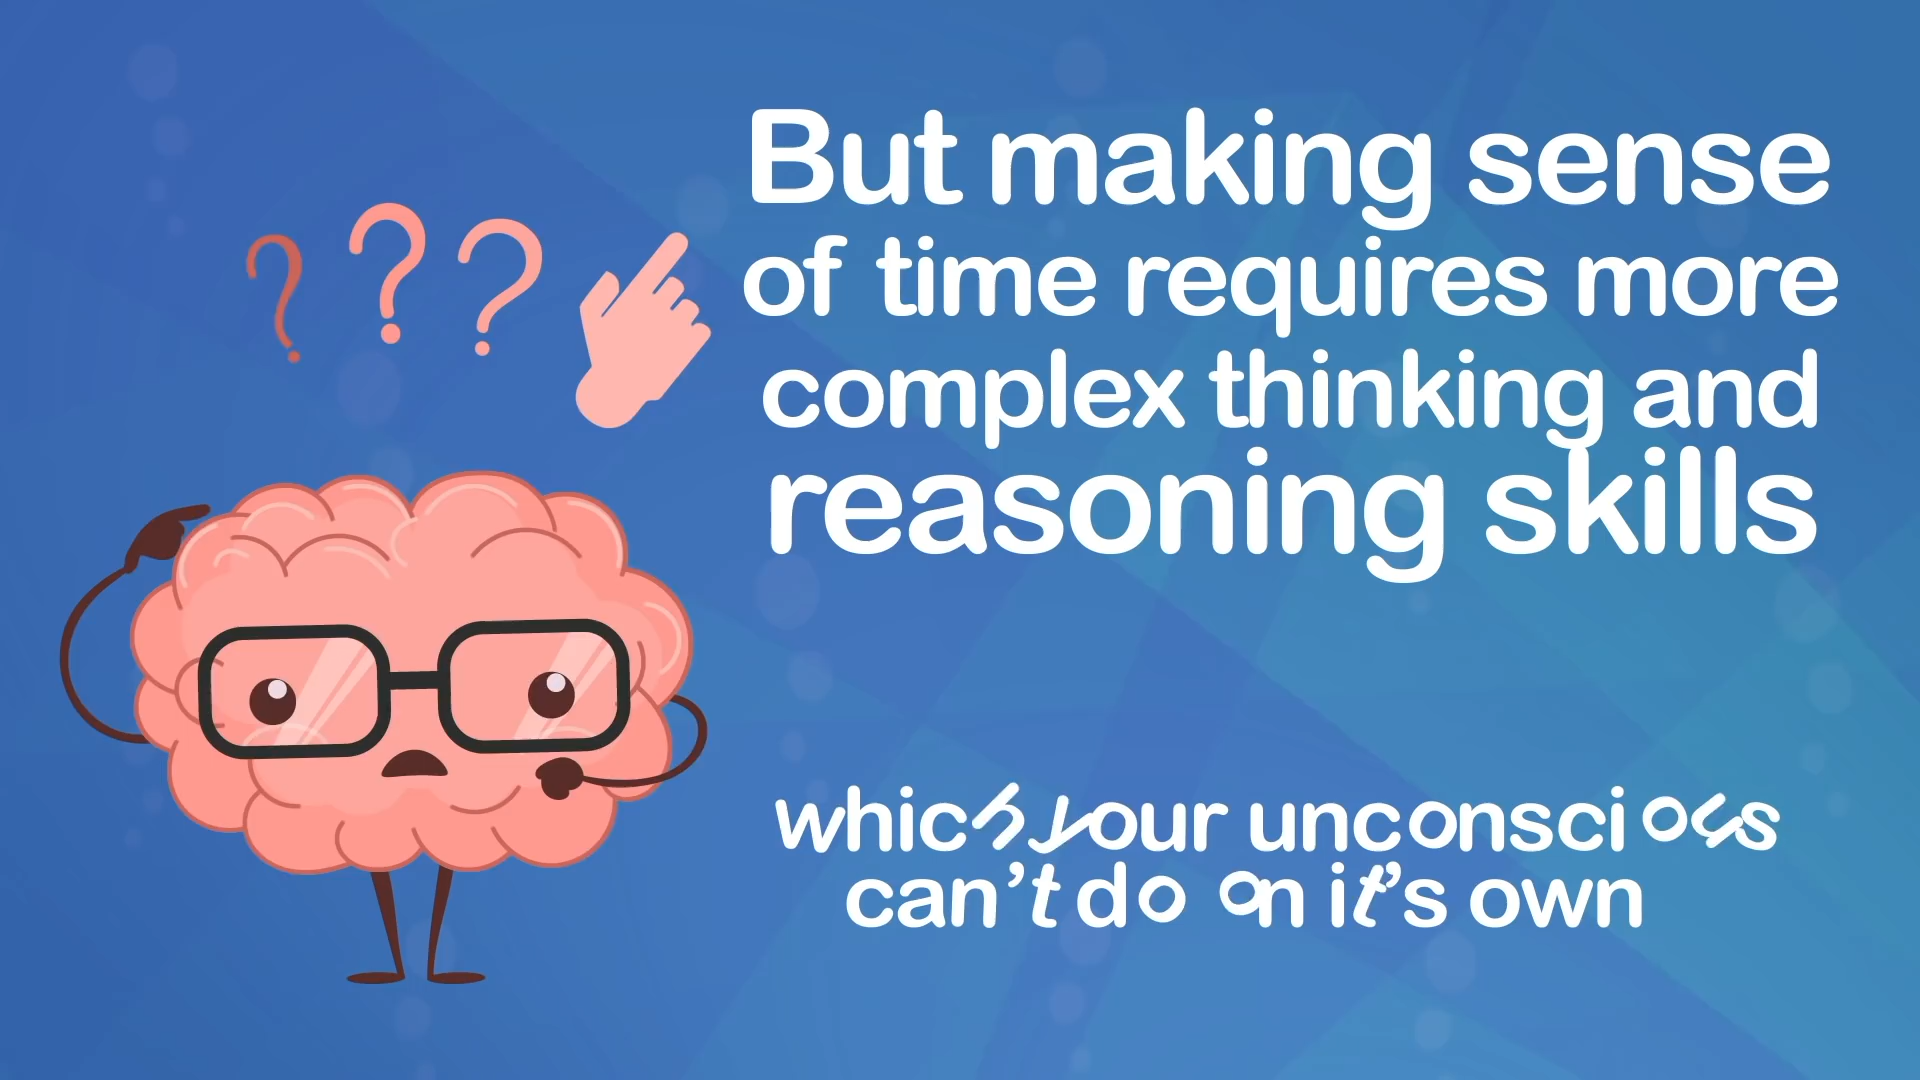 ? ? ?
But making sense
of time requires more
complex thinking and
reasoning skills
which your unconscious
can’t do on it’s own